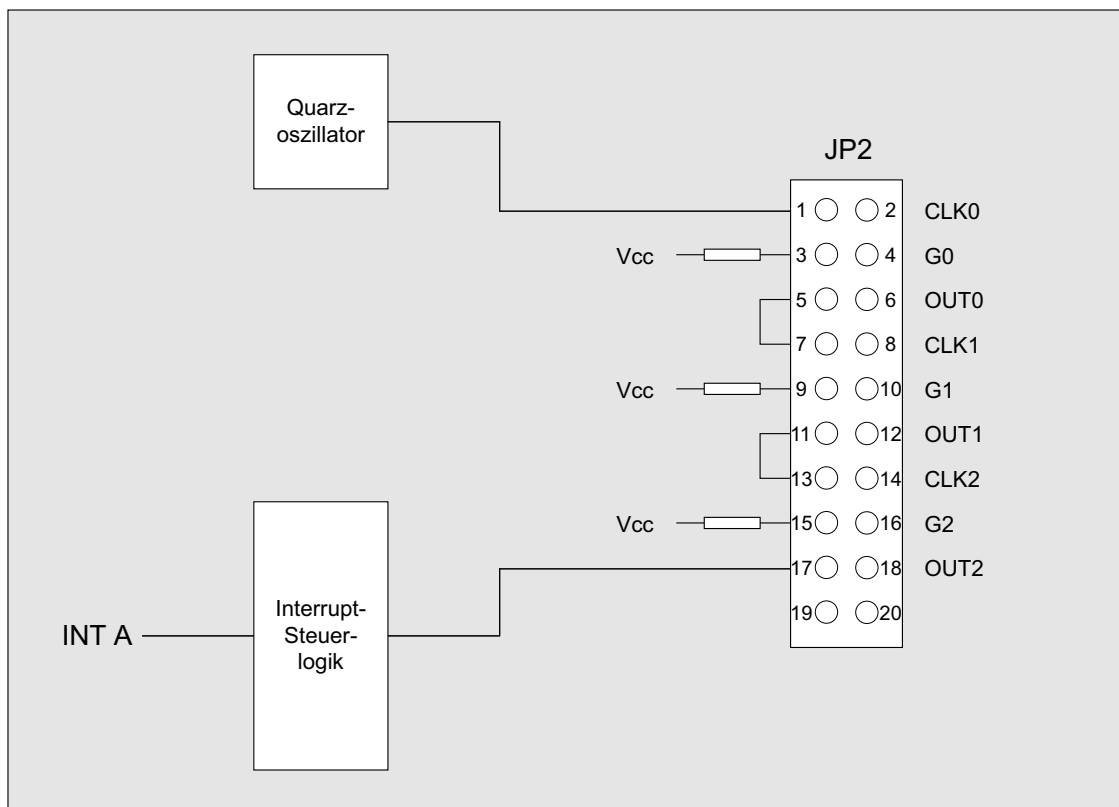 Quarz-
oszillator
JP2
1 2 CLK0
Vcc 3 4 G0
5 6 OUT0
7 8 CLK1
Vcc 9 10 G1
11 12 OUT1
13 14 CLK2
Vcc 15 16 G2
17 18 OUT2
19 20
INT A
Interrupt-
Steuer-
logik